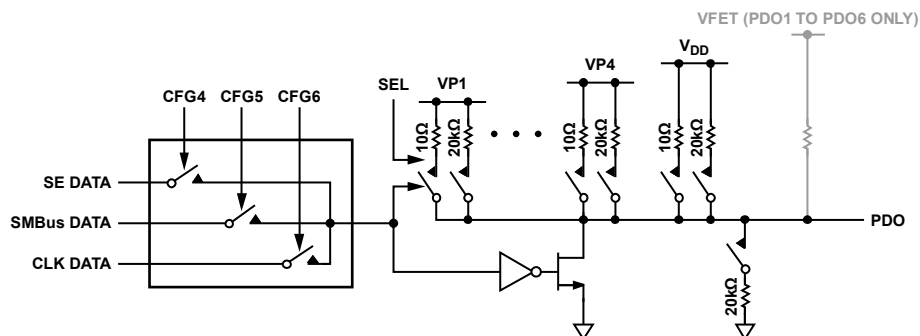 VFET (PDO1 TO PDO6 ONLY)
VDD
SEL
VP1
VP4
CFG4
CFG5
CFG6
10Ω
20kΩ
10Ω
20kΩ
10Ω
20kΩ
SE DATA
SMBus DATA
CLK DATA
PDO
20kΩ